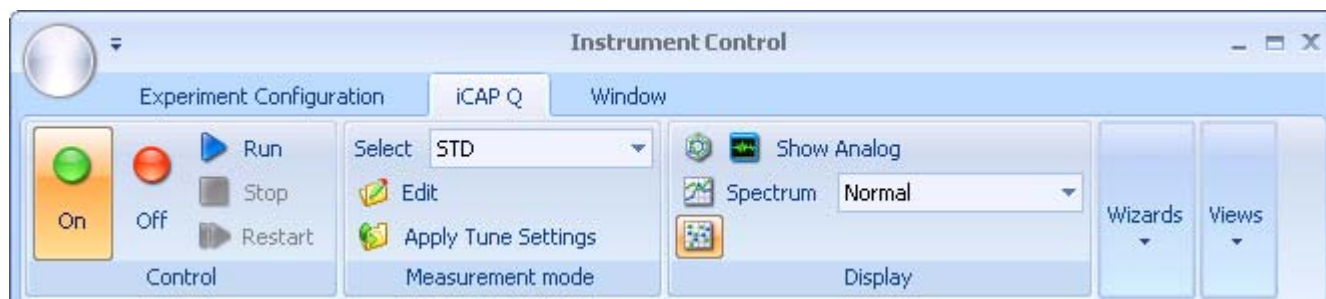 Instrument Control
Experiment Configuration iCAP Q Window
On
Off
Run
Stop
Restart
Control
Select STD
Edit
Apply Tune Settings
Measurement mode
Show Analog
Spectrum Normal
Display
Wizards
Views